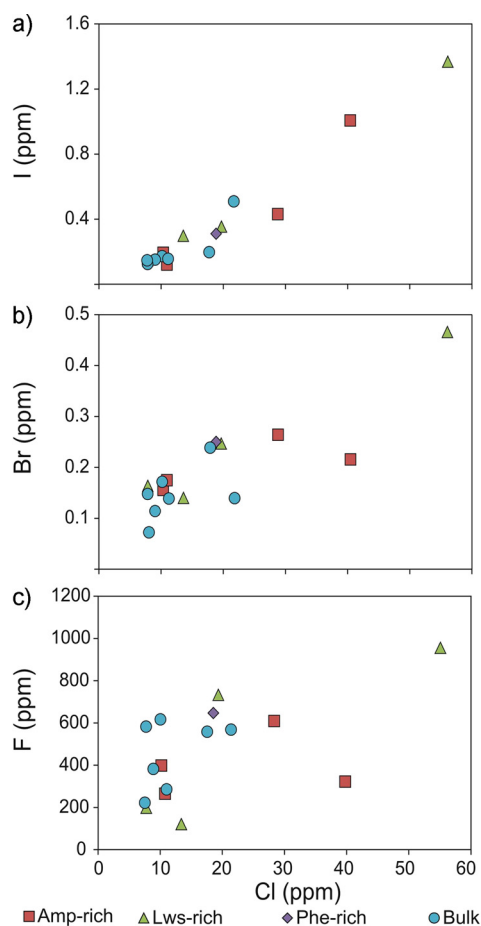 a)
1.6
1.2
0.8
0.4
I (ppm)
b)
0.5
0.4
0.3
0.2
0.1
Br (ppm)
c)
1200
1000
800
600
400
200
0
F (ppm)
0 10 20 30 40 50 60
Cl (ppm)
Amp-rich Lws-rich Phe-rich Bulk